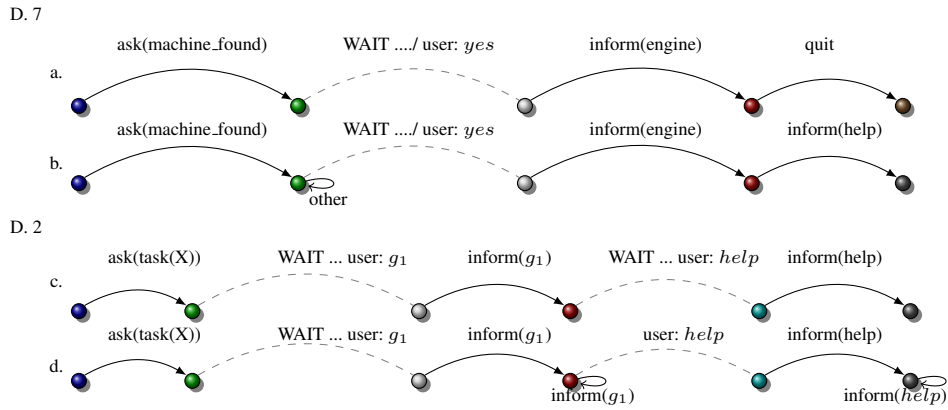 D. 7
ask(machine_found) WAIT ..../ user: yes inform(engine) quit
a.
ask(machine_found) WAIT ..../ user: yes inform(engine) inform(help)
b.
other
D. 2
ask(task(X)) WAIT ... user: g₁ inform(g₁) WAIT ... user: help inform(help)
c.
ask(task(X)) WAIT ... user: g₁ inform(g₁) user: help inform(help)
d.
inform(g₁) inform(help)